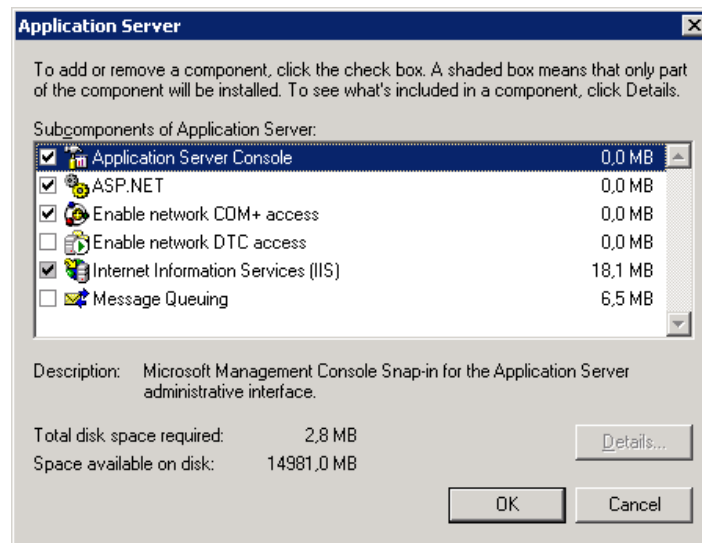 Application Server
To add or remove a component, click the check box. A shaded box means that only part
of the component will be installed. To see what's included in a component, click Details.
Subcomponents of Application Server:
Application Server Console 0,0 MB
ASP.NET 0,0 MB
Enable network COM+ access 0,0 MB
Enable network DTC access 0,0 MB
Internet Information Services (IIS) 18,1 MB
Message Queuing 6,5 MB
Description: Microsoft Management Console Snap-in for the Application Server
administrative interface.
Total disk space required: 2,8 MB
Details...
Space available on disk: 14981,0 MB
OK Cancel